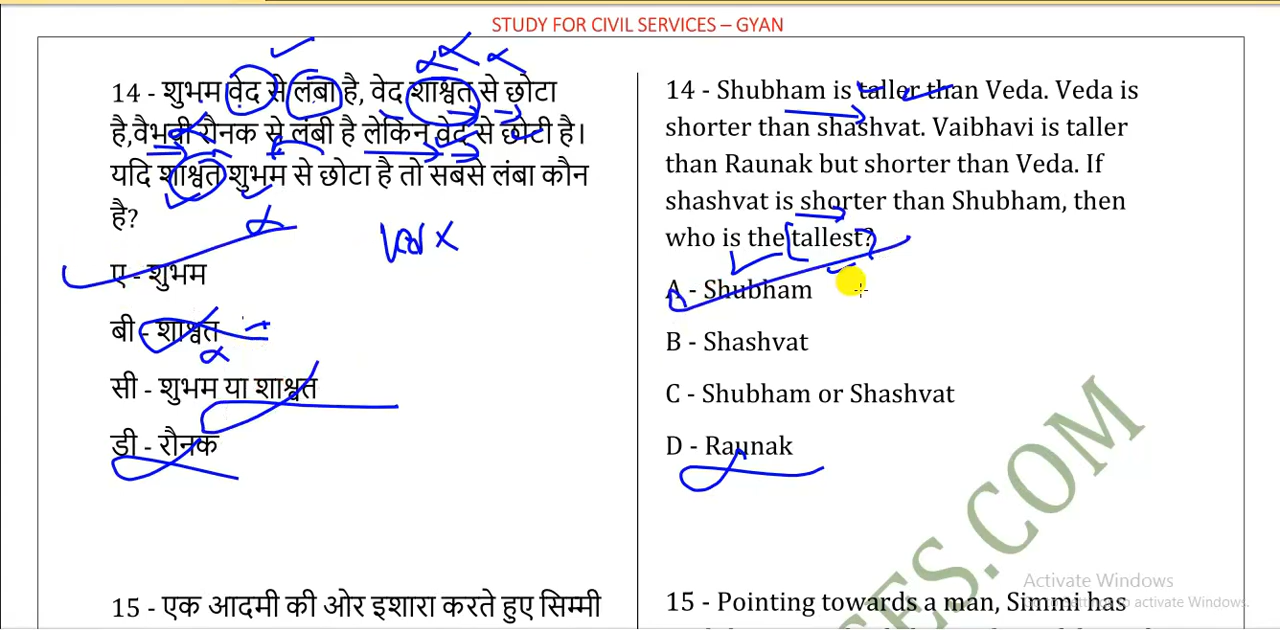 STUDY FOR CIVIL SERVICES – GYAN
14 - शुभम वेद से लंबा है, वेद शाश्वत से छोटा
है,वैभवी रौनक से लंबी है लेकिन वेद से छोटी है।
यदि शाश्वत शुभम से छोटा है तो सबसे लंबा कौन
है?
ए - शुभम
बी - शाश्वत
सी - शुभम या शाश्वत
डी - रौनक
15 - एक आदमी की ओर इशारा करते हुए सिम्मी
14 - Shubham is taller than Veda. Veda is
shorter than shashvat. Vaibhavi is taller
than Raunak but shorter than Veda. If
shashvat is shorter than Shubham, then
who is the tallest?
A - Shubham
B - Shashvat
C - Shubham or Shashvat
D - Raunak
15 - Pointing towards a man, Simmi has
Activate Windows